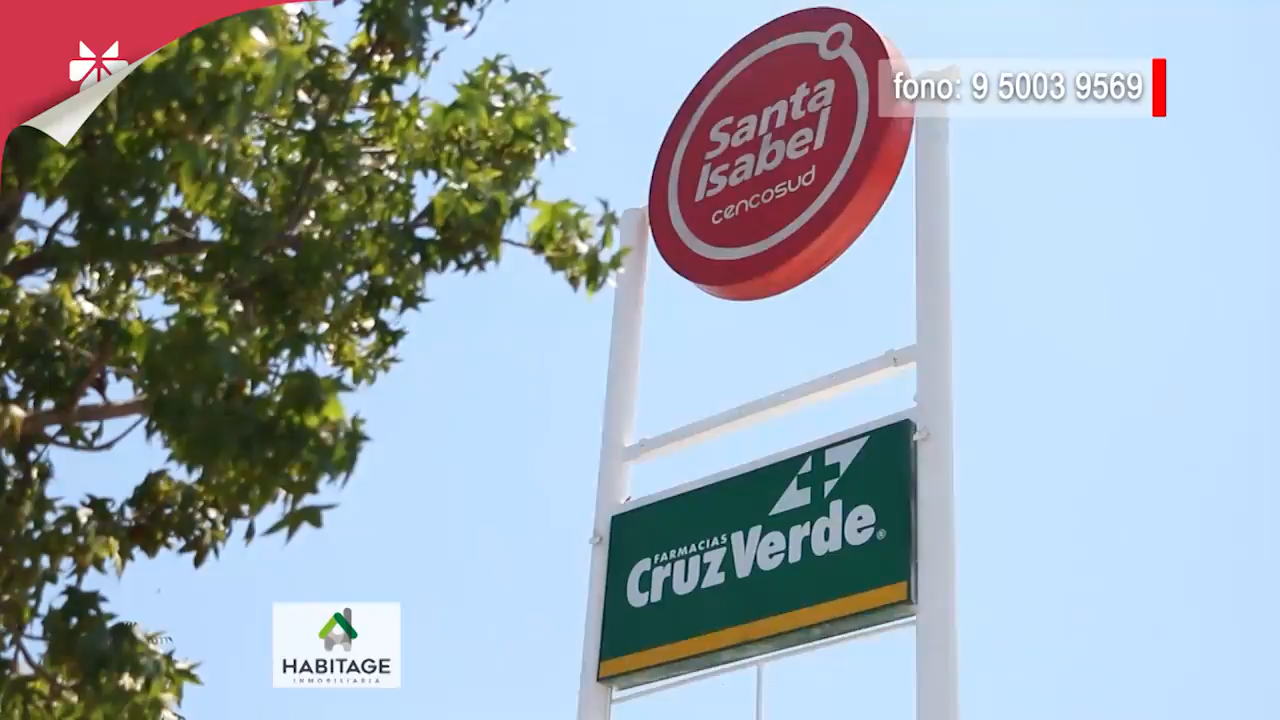 fono: 9 5003 9569
Santa
Isabel
cencosud
FARMACIAS
Cruz Verde®
HABITAGE
INMOBILIARIA